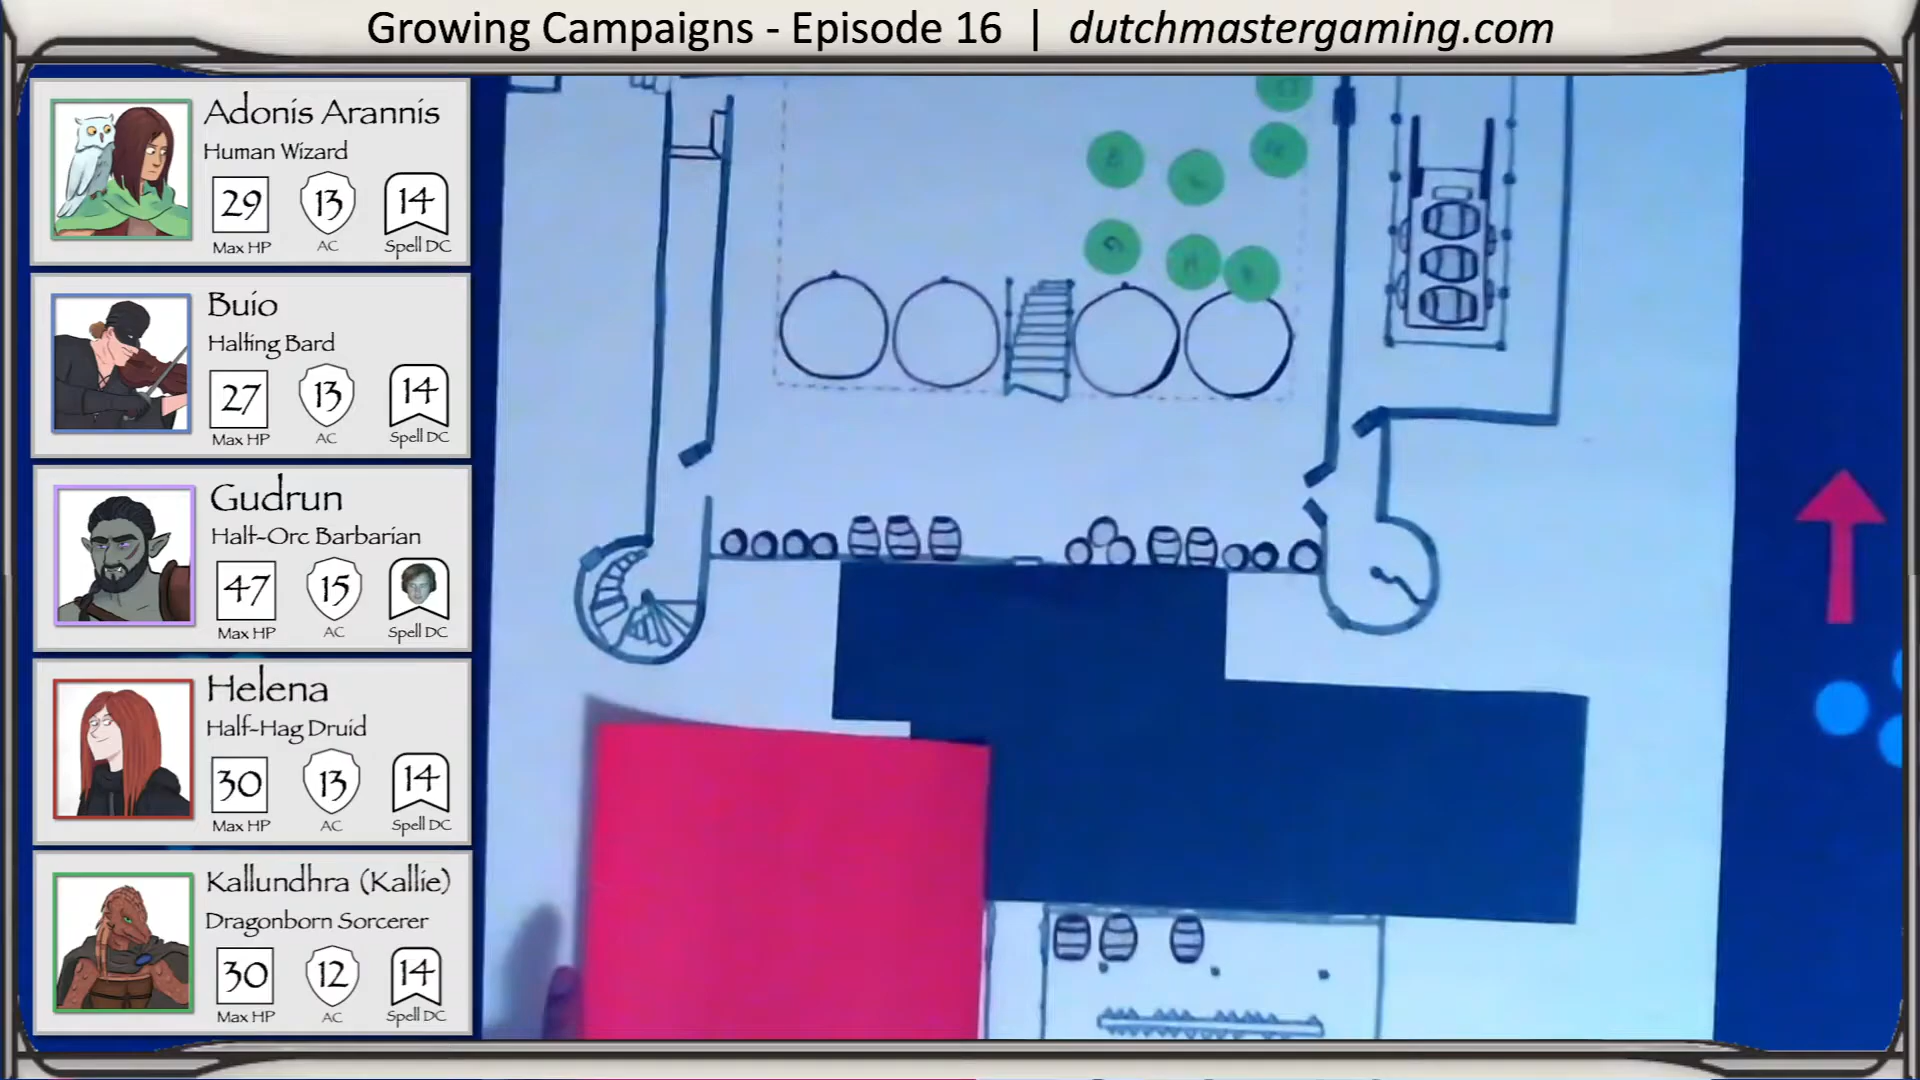 Growing Campaigns - Episode 16 | dutchmastergaming.com
Adonis Arannis
Human Wizard
29 13 14
Max HP AC Spell DC
Buio
Halfing Bard
27 13 14
Max HP AC Spell DC
Gudrun
Half-Orc Barbarian
47 15
Max HP AC Spell DC
Helena
Half-Hag Druid
30 13 14
Max HP AC Spell DC
Kallundhra (Kallie)
Dragonborn Sorcerer
30 12 14
Max HP AC Spell DC